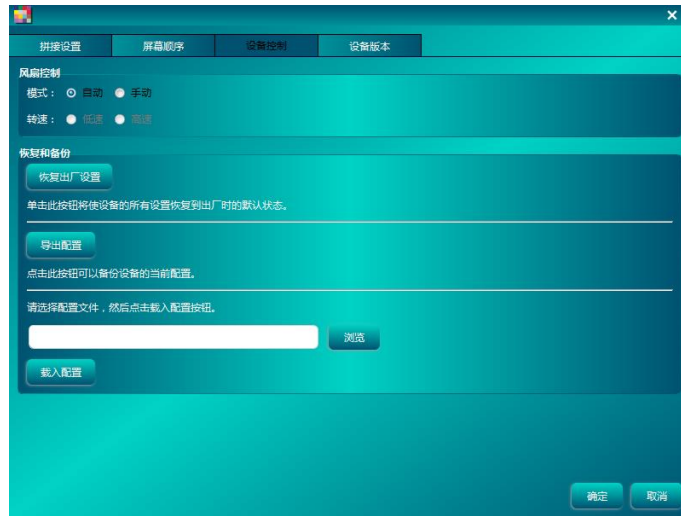 拼接设置 屏幕顺序 设备控制 设备版本
风扇控制
模式： 自动 手动
转速： 低速 高速
恢复和备份
恢复出厂设置
单击此按钮将使设备的所有设置恢复到出厂时的默认状态。
导出配置
点击此按钮可以备份设备的当前配置。
请选择配置文件，然后点击载入配置按钮。
浏览
载入配置
确定 取消